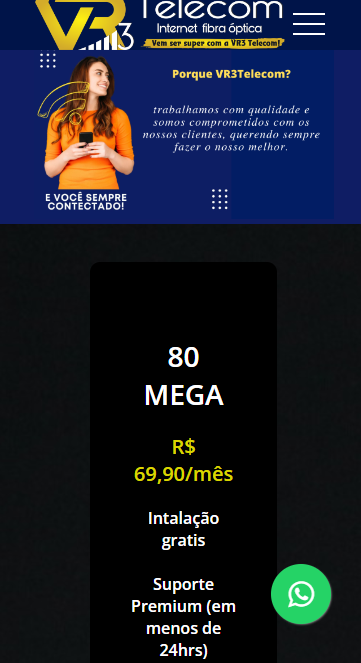 VR3
Telecom
Internet fibra óptica
Vem ser super com a VR3 Telecom!
Porque VR3Telecom?
trabalhamos com qualidade e
somos comprometidos com os
nossos clientes, querendo sempre
fazer o nosso melhor.
E VOCÊ SEMPRE
CONTECTADO!
80
MEGA
R$
69,90/mês
Intalação
gratis
Suporte
Premium (em
menos de
24hrs)